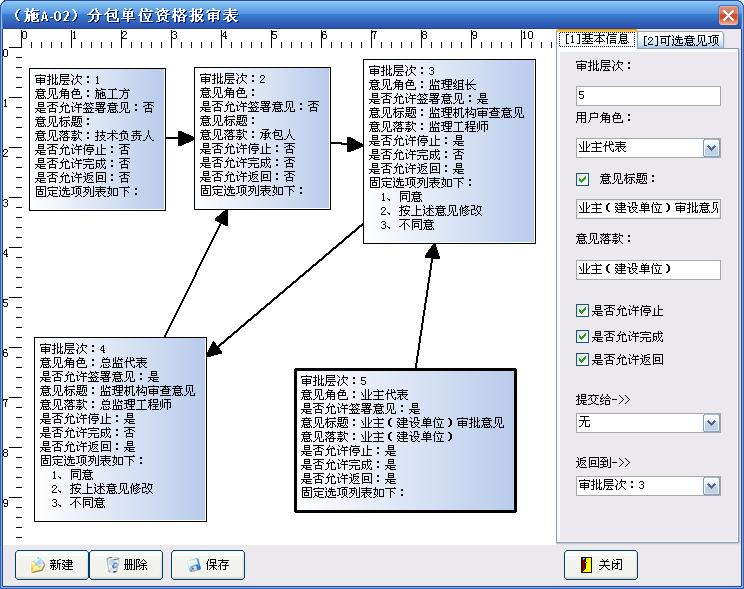 （施A-02）分包单位资格报审表
0 1 2 3 4 5 6 7 8 9 10
0
1
2
3
4
5
6
7
8
9
审批层次：1
意见角色：施工方
是否允许签署意见：否
意见标题：
意见落款：技术负责人
是否允许停止：否
是否允许完成：否
是否允许返回：否
固定选项列表如下：
审批层次：2
意见角色：
是否允许签署意见：否
意见标题：
意见落款：承包人
是否允许停止：否
是否允许完成：否
是否允许返回：否
固定选项列表如下：
审批层次：3
意见角色：监理组长
是否允许签署意见：是
意见标题：监理机构审查意见
意见落款：监理工程师
是否允许停止：是
是否允许完成：否
是否允许返回：是
固定选项列表如下：
1、同意
2、按上述意见修改
3、不同意
审批层次：4
意见角色：总监代表
是否允许签署意见：是
意见标题：监理机构审查意见
意见落款：总监理工程师
是否允许停止：是
是否允许完成：否
是否允许返回：是
固定选项列表如下：
1、同意
2、按上述意见修改
3、不同意
审批层次：5
意见角色：业主代表
是否允许签署意见：是
意见标题：业主（建设单位）审批意见
意见落款：业主（建设单位）
是否允许停止：是
是否允许完成：是
是否允许返回：是
固定选项列表如下：
[1]基本信息 [2]可选意见项
审批层次：
5
用户角色：
业主代表
意见标题：
业主（建设单位）审批意见
意见落款：
业主（建设单位）
是否允许停止
是否允许完成
是否允许返回
提交给->>
无
返回到->>
审批层次：3
新建 删除 保存 关闭